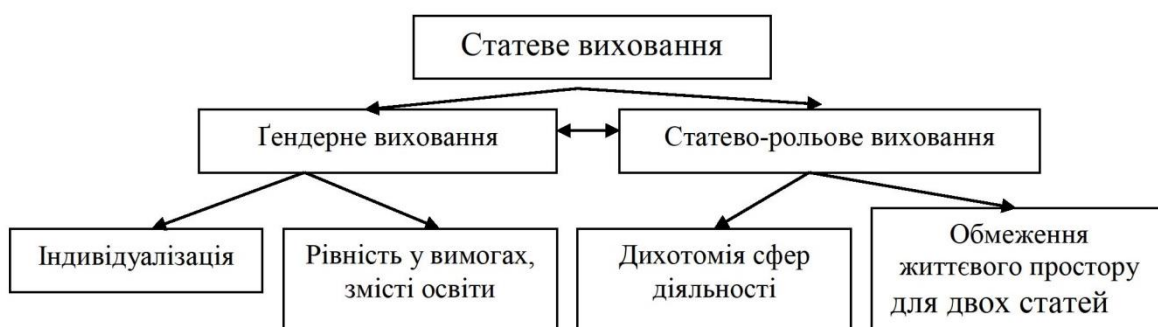 Статеве виховання
Ґендерне виховання
Статево-рольове виховання
Індивідуалізація
Рівність у вимогах,
змісті освіти
Дихотомія сфер
діяльності
Обмеження
життєвого простору
для двох статей